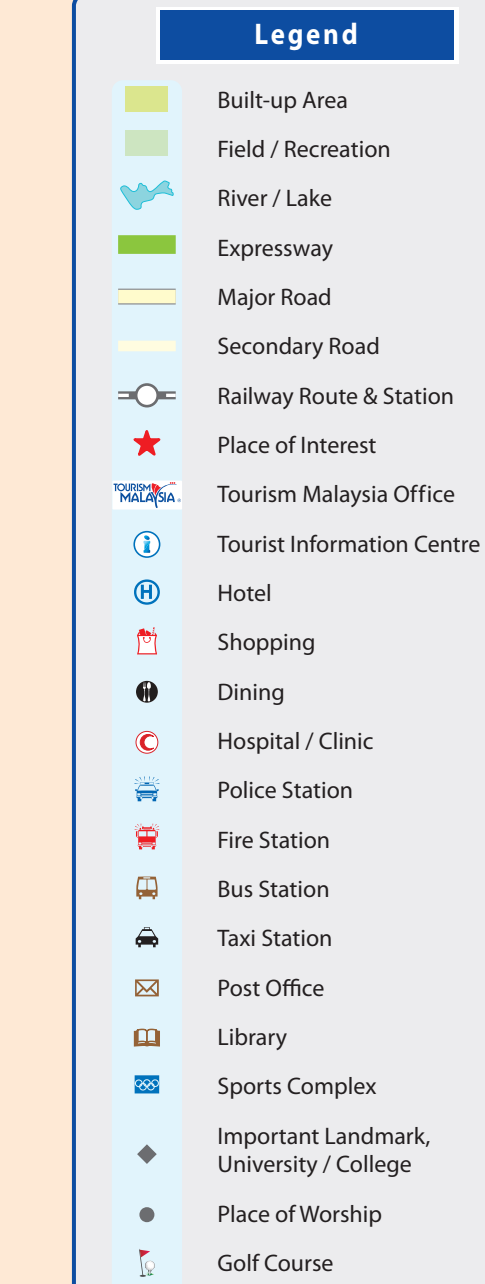 Legend
Built-up Area
Field / Recreation
River / Lake
Expressway
Major Road
Secondary Road
Railway Route & Station
Place of Interest
TOURISM
MALAYSIA
Tourism Malaysia Office
i
Tourist Information Centre
H
Hotel
Shopping
Dining
Hospital / Clinic
Police Station
Fire Station
Bus Station
Taxi Station
Post Office
Library
Sports Complex
Important Landmark,
University / College
Place of Worship
Golf Course